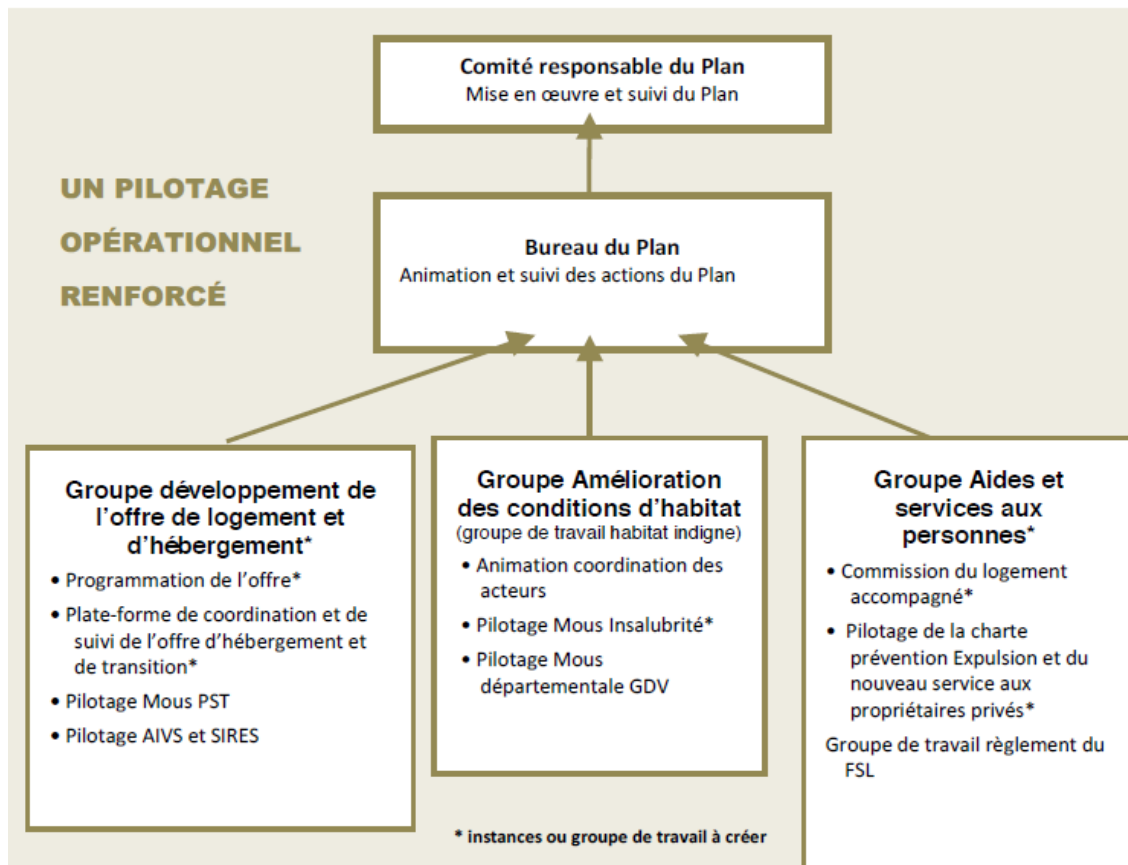 Comité responsable du Plan
Mise en œuvre et suivi du Plan
UN PILOTAGE
OPÉRATIONNEL
RENFORCÉ
Bureau du Plan
Animation et suivi des actions du Plan
Groupe développement de
l’offre de logement et
d’hébergement*
• Programmation de l’offre*
• Plate-forme de coordination et de
suivi de l’offre d’hébergement et
de transition*
• Pilotage Mous PST
• Pilotage AIVS et SIRES
Groupe Amélioration
des conditions d’habitat
(groupe de travail habitat indigne)
• Animation coordination des
acteurs
• Pilotage Mous Insalubrité*
• Pilotage Mous
départementale GDV
Groupe Aides et
services aux
personnes*
• Commission du logement
accompagné*
• Pilotage de la charte
prévention Expulsion et du
nouveau service aux
propriétaires privés*
Groupe de travail règlement du
FSL
* instances ou groupe de travail à créer